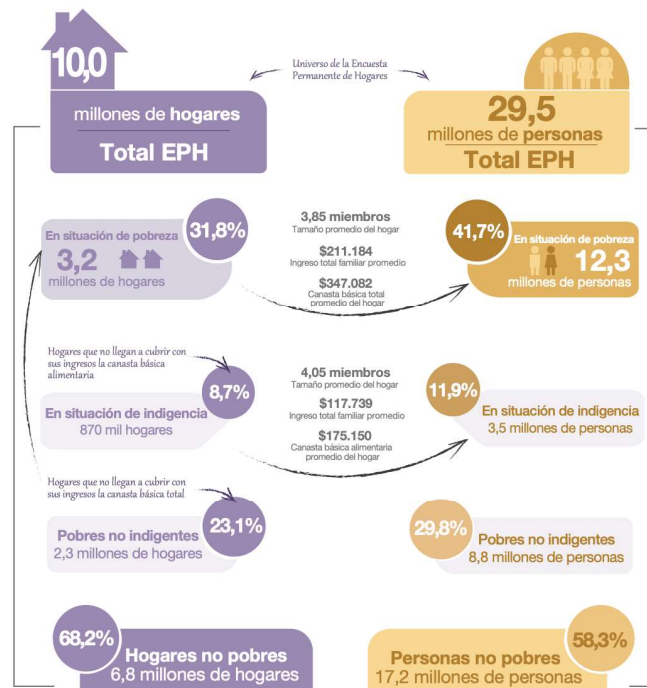 10,0
millones de hogares
Total EPH
Universo de la Encuesta
Permanente de Hogares
29,5
millones de personas
Total EPH
En situación de pobreza
3,2
millones de hogares
31,8%
3,85 miembros
Tamaño promedio del hogar
$211.184
Ingreso total familiar promedio
$347.082
Canasta básica total
promedio del hogar
41,7%
En situación de pobreza
12,3
millones de personas
Hogares que no llegan a cubrir con
sus ingresos la canasta básica
alimentaria
8,7%
En situación de indigencia
870 mil hogares
4,05 miembros
Tamaño promedio del hogar
$117.739
Ingreso total familiar promedio
$175.150
Canasta básica alimentaria
promedio del hogar
11,9%
En situación de indigencia
3,5 millones de personas
Hogares que no llegan a cubrir con
sus ingresos la canasta básica total
23,1%
Pobres no indigentes
2,3 millones de hogares
29,8%
Pobres no indigentes
8,8 millones de personas
68,2%
Hogares no pobres
6,8 millones de hogares
58,3%
Personas no pobres
17,2 millones de personas